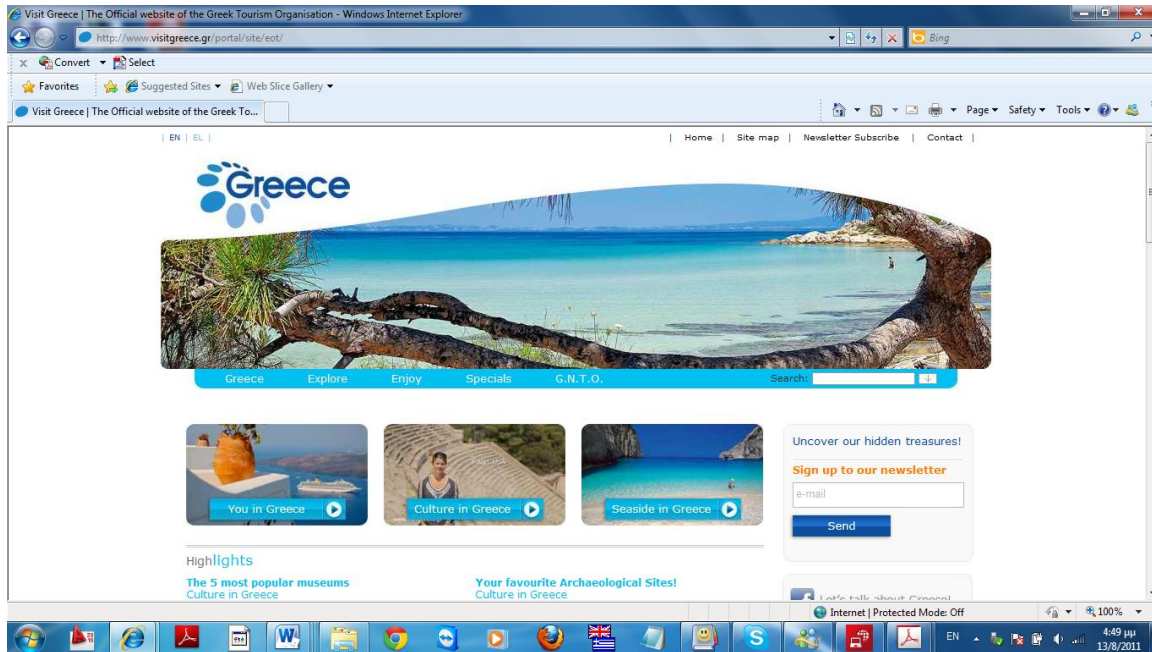 Visit Greece | The Official website of the Greek Tourism Organisation - Windows Internet Explorer
http://www.visitgreece.gr/portal/site/eot/
Bing
x Convert Select
Favorites Suggested Sites Web Slice Gallery
Visit Greece | The Official website of the Greek To... Page Safety Tools
| EN | EL | | Home | Site map | Newsletter Subscribe | Contact |
Greece
Greece Explore Enjoy Specials G.N.T.O. Search:
Uncover our hidden treasures!
Sign up to our newsletter
e-mail
You in Greece Culture in Greece Seaside in Greece
Send
Highlights
The 5 most popular museums Your favourite Archaeological Sites!
Culture in Greece Culture in Greece
Let's talk about Greece!
Internet | Protected Mode: Off 100%
EN 4:49 μμ
13/8/2011